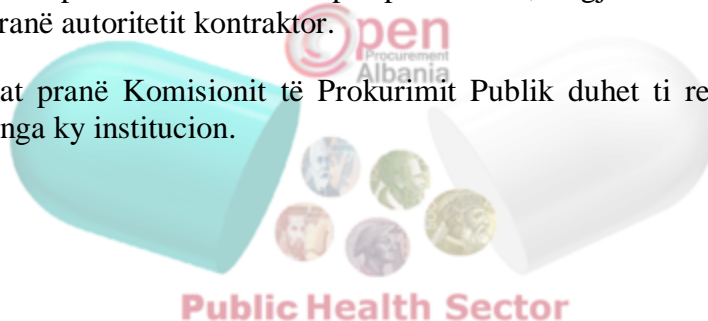 ranë autoritetit kontraktor.
Open
Procurement
Albania
at pranë Komisionit të Prokurimit Publik duhet ti re
nga ky institucion.
Public Health Sector